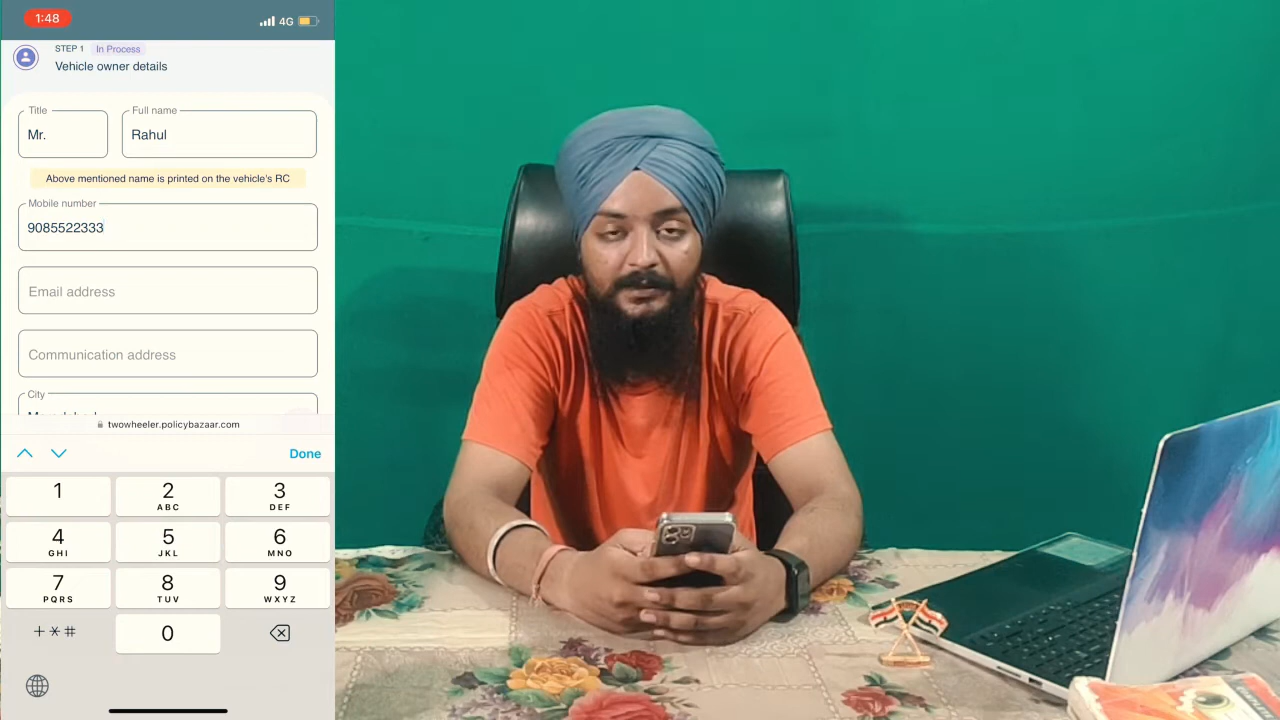 1:48
4G
STEP 1 In Process
Vehicle owner details
Title
Full name
Mr.
Rahul
Above mentioned name is printed on the vehicle's RC
Mobile number
9085522333
Email address
Communication address
City
twowheeler.policybazaar.com
Done
1
2
3
ABC
DEF
4
5
6
GHI
JKL
MNO
7
8
9
PQRS
TUV
WXYZ
+*#
0